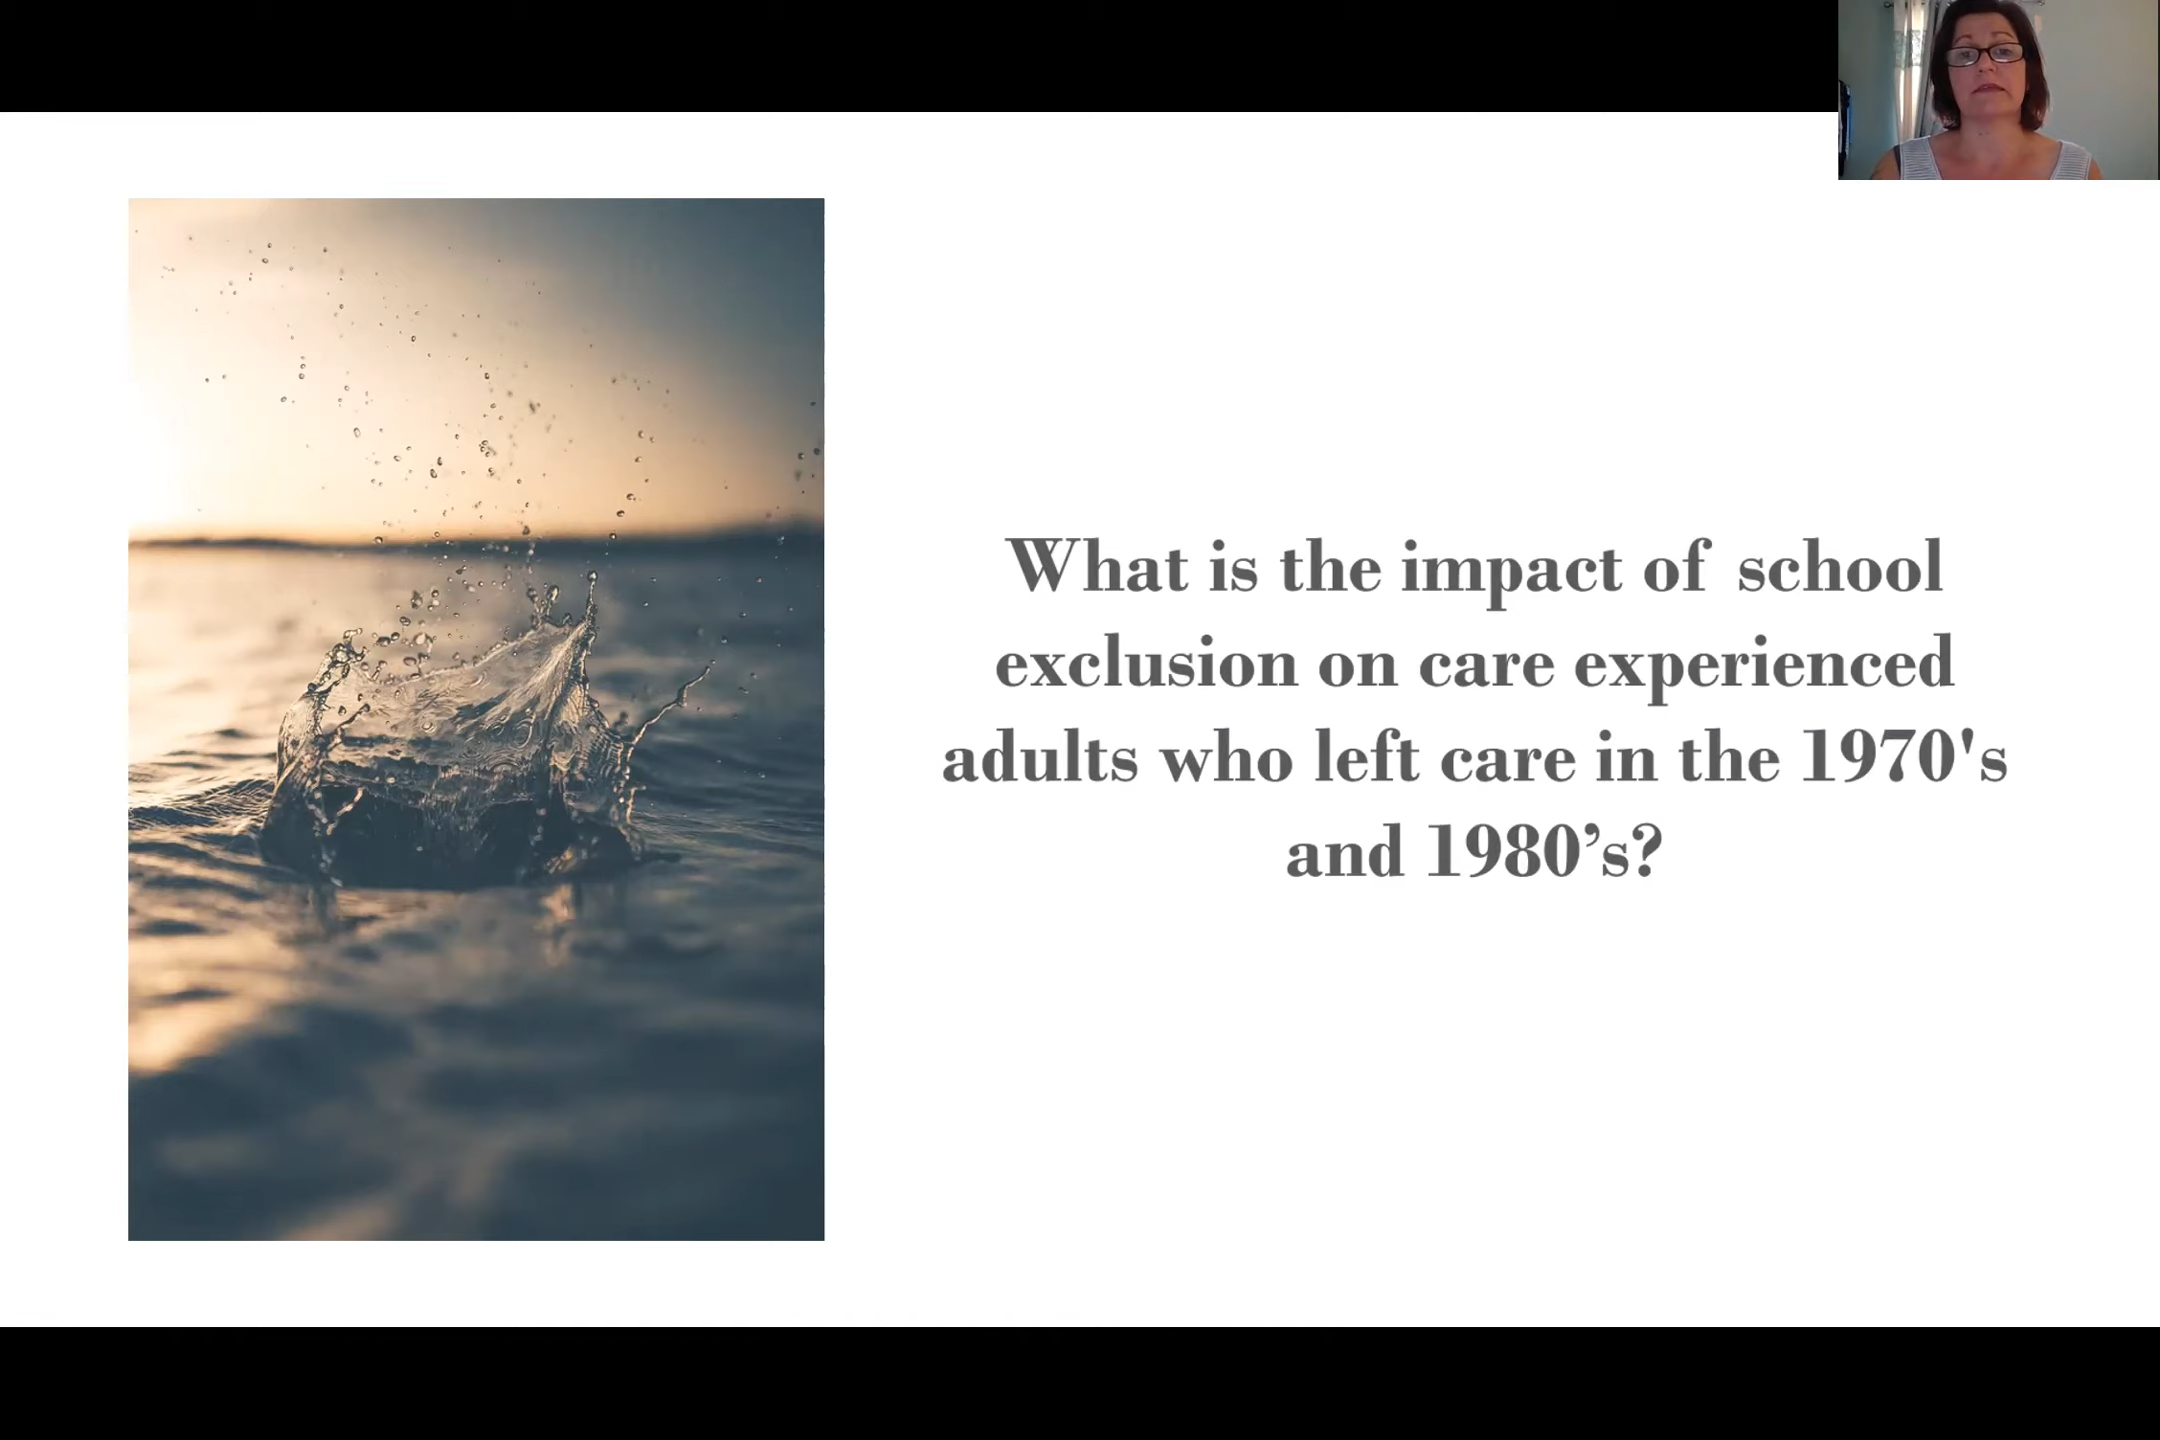 What is the impact of school
exclusion on care experienced
adults who left care in the 1970's
and 1980’s?